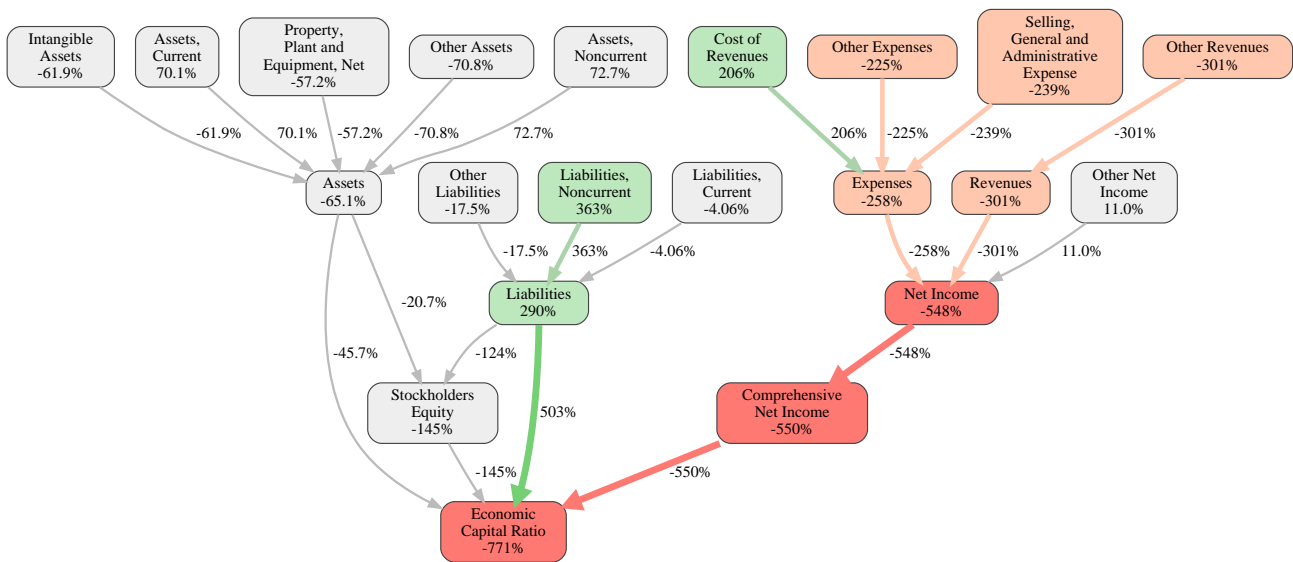 Intangible
Assets
-61.9%
Assets,
Current
70.1%
Property,
Plant and
Equipment, Net
-57.2%
Other Assets
-70.8%
Assets,
Noncurrent
72.7%
Cost of
Revenues
206%
Other Expenses
-225%
Selling,
General and
Administrative
Expense
-239%
Other Revenues
-301%
-61.9%
70.1%
-57.2%
-70.8%
72.7%
206%
-225%
-239%
-301%
Assets
-65.1%
Other
Liabilities
-17.5%
Liabilities,
Noncurrent
363%
Liabilities,
Current
-4.06%
Expenses
-258%
Revenues
-301%
Other Net
Income
11.0%
-17.5%
363%
-4.06%
-258%
-301%
11.0%
-20.7%
Liabilities
290%
Net Income
-548%
-45.7%
-124%
503%
-548%
Stockholders
Equity
-145%
Comprehensive
Net Income
-550%
-145%
-550%
Economic
Capital Ratio
-771%